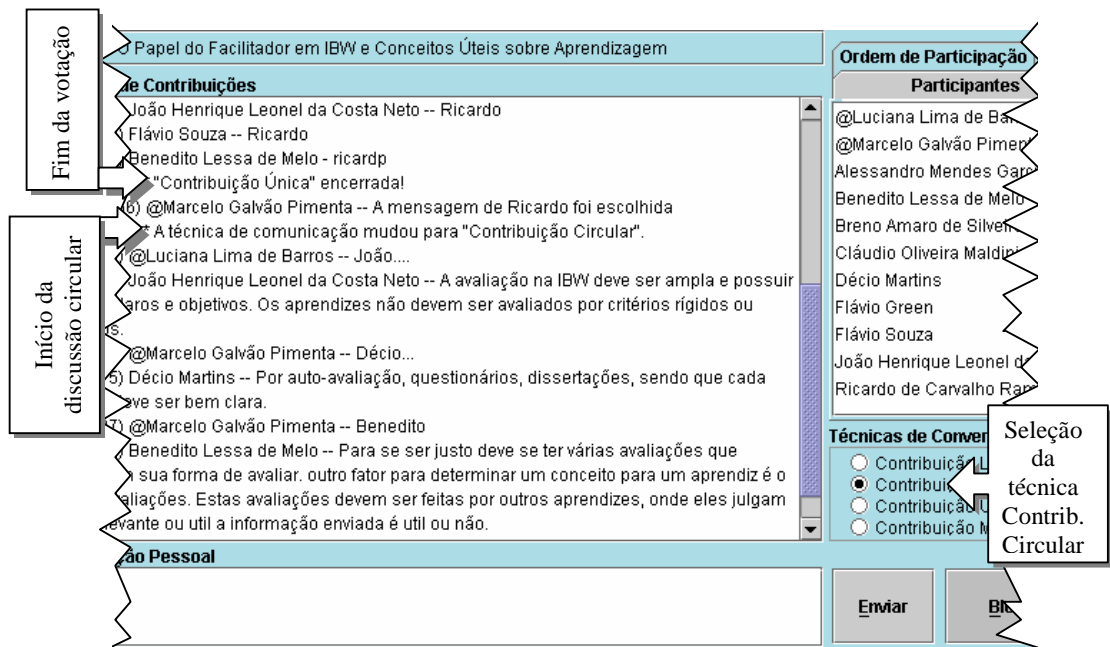 Fim da votação
Início da
discussão circular
Papel do Facilitador em IBW e Conceitos Úteis sobre Aprendizagem
de Contribuições
João Henrique Leonel da Costa Neto -- Ricardo
) Flávio Souza -- Ricardo
Benedito Lessa de Melo - ricardp
"Contribuição Única" encerrada!
6) @Marcelo Galvão Pimenta -- A mensagem de Ricardo foi escolhida
* A técnica de comunicação mudou para "Contribuição Circular".
) @Luciana Lima de Barros -- João....
João Henrique Leonel da Costa Neto -- A avaliação na IBW deve ser ampla e possuir
laros e objetivos. Os aprendizes não devem ser avaliados por critérios rígidos ou
s.
@Marcelo Galvão Pimenta -- Décio...
5) Décio Martins -- Por auto-avaliação, questionários, dissertações, sendo que cada
eve ser bem clara.
7) @Marcelo Galvão Pimenta -- Benedito
) Benedito Lessa de Melo -- Para se ser justo deve se ter várias avaliações que
sua forma de avaliar. outro fator para determinar um conceito para um aprendiz é o
aliações. Estas avaliações devem ser feitas por outros aprendizes, onde eles julgam
evante ou util a informação enviada é util ou não.
ão Pessoal
Ordem de Participação
Participantes
@Luciana Lima de Ba
@Marcelo Galvão Pimen
Alessandro Mendes Garc
Benedito Lessa de Melo
Breno Amaro de Silvei
Cláudio Oliveira Maldini
Décio Martins
Flávio Green
Flávio Souza
João Henrique Leonel d
Ricardo de Carvalho Ram
Técnicas de Conver
Contribuição L
Contribui
Contribuição U
Contribuição M
Seleção
da
técnica
Contrib.
Circular
Enviar
Blo